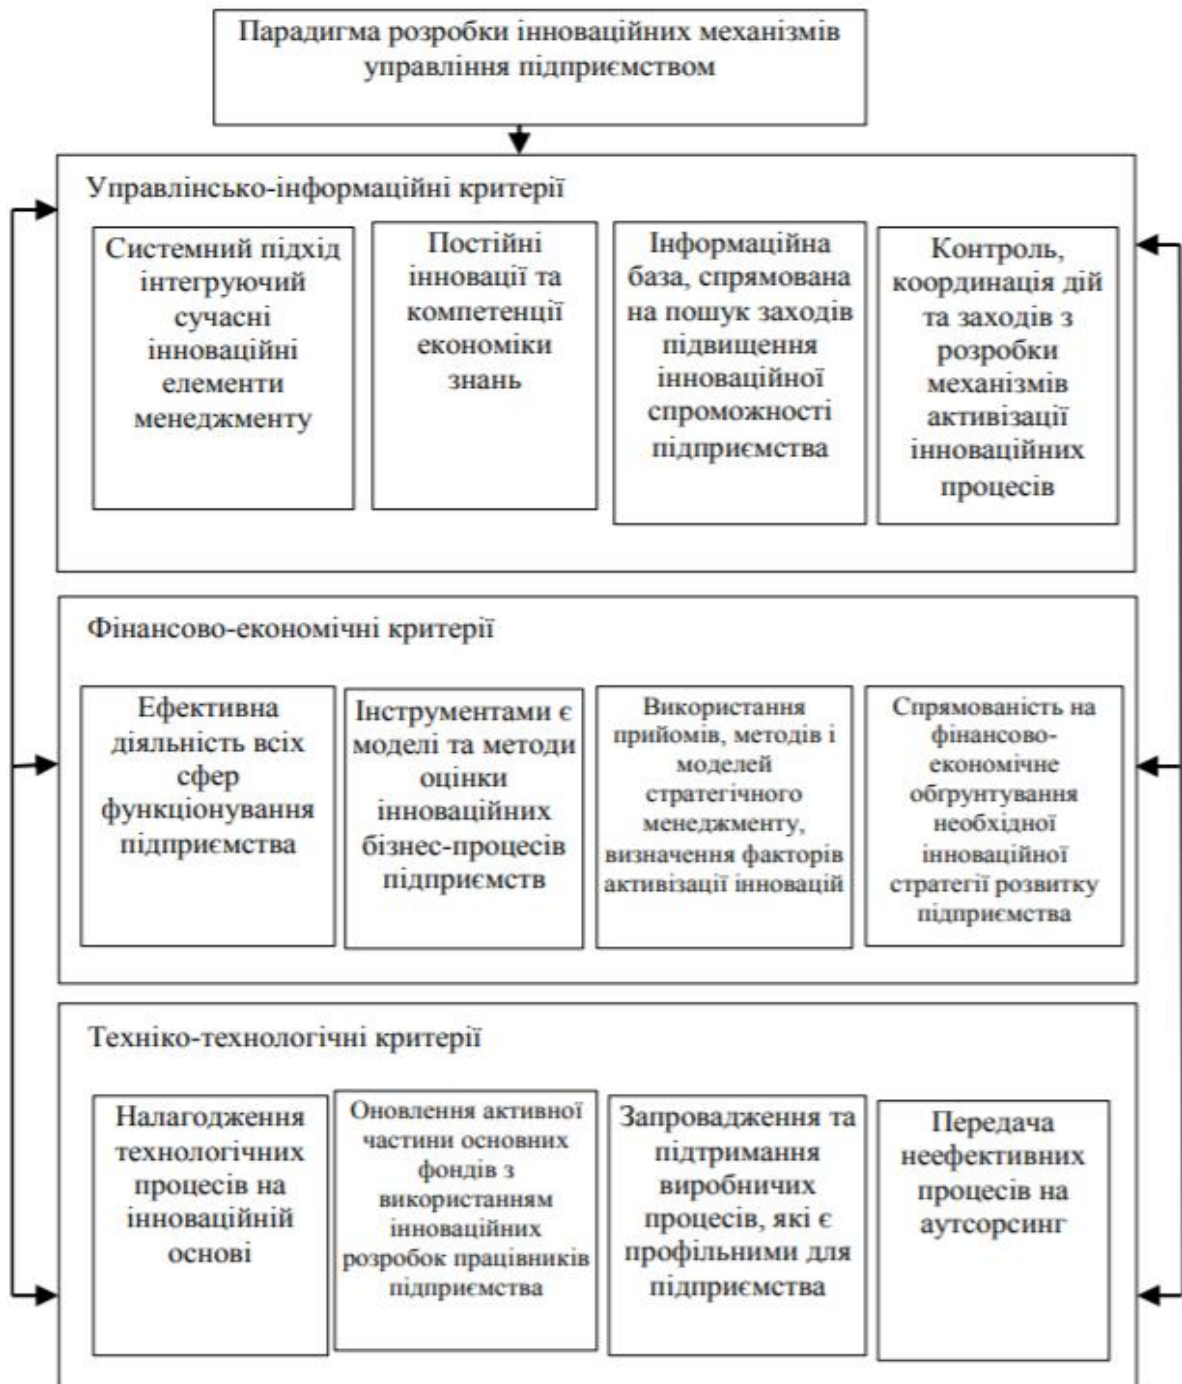 Парадигма розробки інноваційних механізмів
управління підприємством
Управлінсько-інформаційні критерії
Системний підхід
інтегруючий
сучасні
інноваційні
елементи
менеджменту
Постійні
інновації та
компетенції
економіки
знань
Інформаційна
база, спрямована
на пошук заходів
підвищення
інноваційної
спроможності
підприємства
Контроль,
координація дій
та заходів з
розробки
механізмів
активізації
інноваційних
процесів
Фінансово-економічні критерії
Ефективна
діяльність всіх
сфер
функціонування
підприємства
Інструментами є
моделі та методи
оцінки
інноваційних
бізнес-процесів
підприємств
Використання
прийомів, методів і
моделей
стратегічного
менеджменту,
визначення факторів
активізації інновацій
Спрямованість на
фінансово-
економічне
обґрунтування
необхідної
інноваційної
стратегії розвитку
підприємства
Техніко-технологічні критерії
Налагодження
технологічних
процесів на
інноваційній
основі
Оновлення активної
частини основних
фондів з
використанням
інноваційних
розробок працівників
підприємства
Запровадження та
підтримання
виробничих
процесів, які є
профільними для
підприємства
Передача
неефективних
процесів на
аутсорсинг